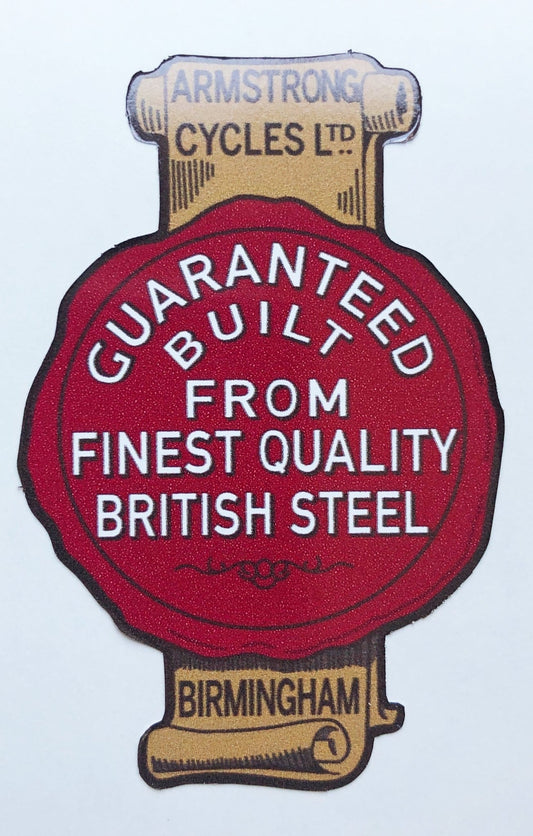 ARMSTRONG
CYCLES LTD.
GUARANTEED
BUILT
FROM
FINEST QUALITY
BRITISH STEEL
BIRMINGHAM